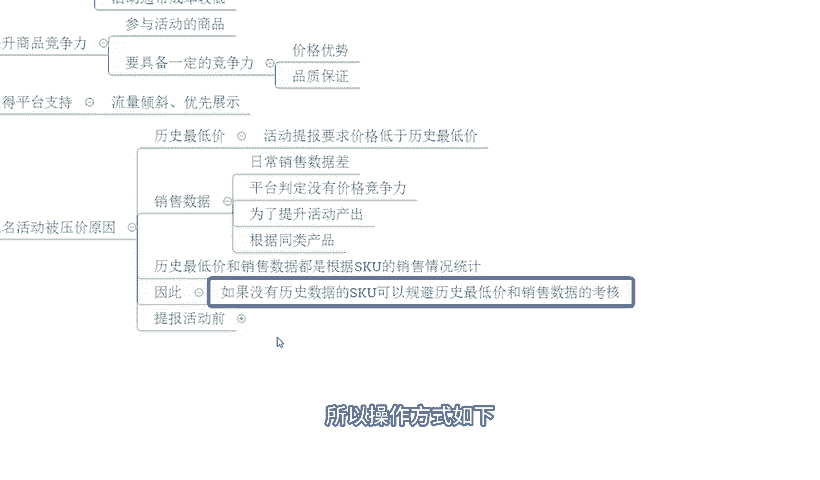 活动通常成本较低
参与活动的商品
升商品竞争力
要具备一定的竞争力
价格优势
品质保证
得平台支持
流量倾斜、优先展示
历史最低价
活动提报要求价格低于历史最低价
日常销售数据差
销售数据
平台判定没有价格竞争力
为了提升活动产出
根据同类产品
名活动被压价原因
历史最低价和销售数据都是根据SKU的销售情况统计
因此
如果没有历史数据的SKU可以规避历史最低价和销售数据的考核
提报活动前
所以操作方式如下